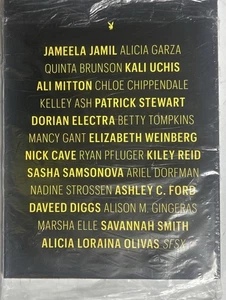 JAMEELA JAMIL ALICIA GARZA
QUINTA BRUNSON KALI UCHIS
ALI MITTON CHLOE CHIPPENDALE
KELLEY ASH PATRICK STEWART
DORIAN ELECTRA BETTY TOMPKINS
MANCY GANT ELIZABETH WEINBERG
NICK CAVE RYAN PFLUGER KILEY REID
SASHA SAMSONOVA ARIEL DORFMAN
NADINE STROSSEN ASHLEY C. FORD
DAVEED DIGGS ALISON M. GINGERAS
MARSHA ELLE SAVANNAH SMITH
ALICIA LORAINA OLIVAS SFSX